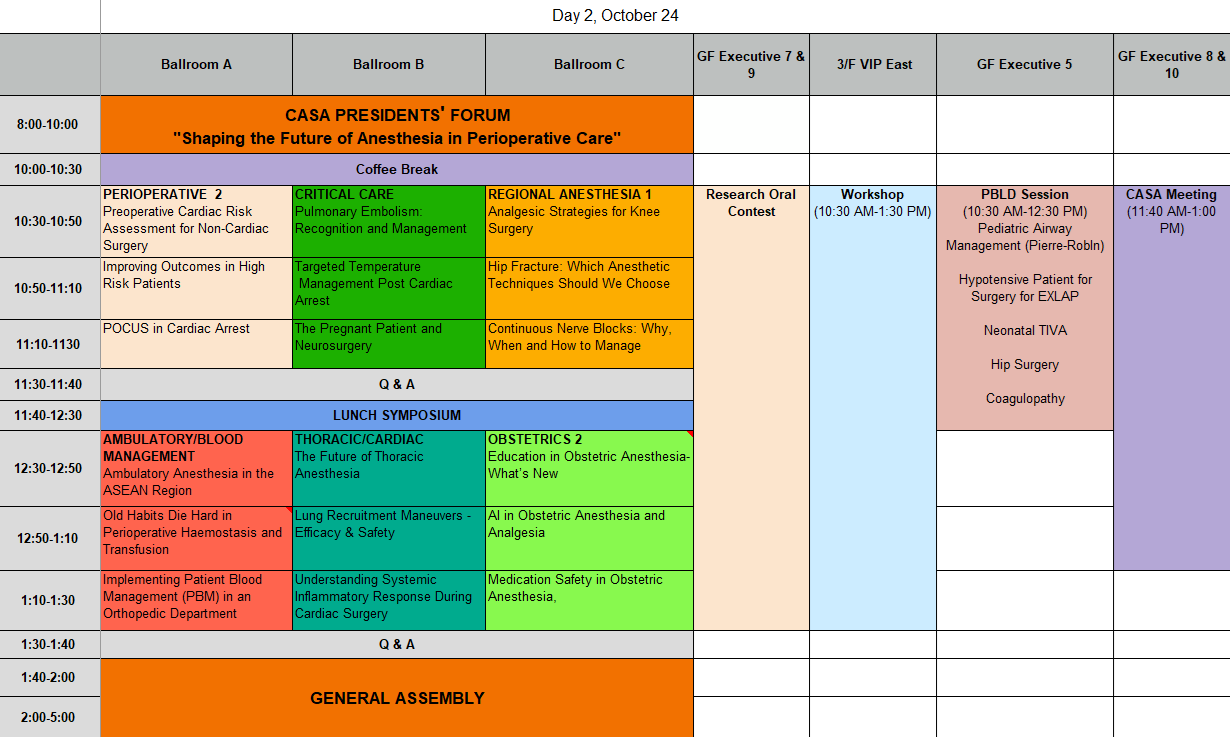 Day 2, October 24
Ballroom A
Ballroom B
Ballroom C
GF Executive 7 &
9
3/F VIP East
GF Executive 5
GF Executive 8 &
10
8:00-10:00
CASA PRESIDENTS' FORUM
"Shaping the Future of Anesthesia in Perioperative Care"
10:00-10:30
Coffee Break
10:30-10:50
PERIOPERATIVE 2
Preoperative Cardiac Risk
Assessment for Non-Cardiac
Surgery
CRITICAL CARE
Pulmonary Embolism:
Recognition and Management
REGIONAL ANESTHESIA 1
Analgesic Strategies for Knee
Surgery
Research Oral
Contest
Workshop
(10:30 AM-1:30 PM)
PBLD Session
(10:30 AM-12:30 PM)
Pediatric Airway
Management (Pierre-Robln)
Hypotensive Patient for
Surgery for EXLAP
Neonatal TIVA
Hip Surgery
Coagulopathy
CASA Meeting
(11:40 AM-1:00
PM)
10:50-11:10
Improving Outcomes in High
Risk Patients
Targeted Temperature
Management Post Cardiac
Arrest
Hip Fracture: Which Anesthetic
Techniques Should We Choose
11:10-1130
POCUS in Cardiac Arrest
The Pregnant Patient and
Neurosurgery
Continuous Nerve Blocks: Why,
When and How to Manage
11:30-11:40
Q & A
11:40-12:30
LUNCH SYMPOSIUM
12:30-12:50
AMBULATORY/BLOOD
MANAGEMENT
Ambulatory Anesthesia in the
ASEAN Region
THORACIC/CARDIAC
The Future of Thoracic
Anesthesia
OBSTETRICS 2
Education in Obstetric Anesthesia-
What's New
12:50-1:10
Old Habits Die Hard in
Perioperative Haemostasis and
Transfusion
Lung Recruitment Maneuvers -
Efficacy & Safety
AI in Obstetric Anesthesia and
Analgesia
1:10-1:30
Implementing Patient Blood
Management (PBM) in an
Orthopedic Department
Understanding Systemic
Inflammatory Response During
Cardiac Surgery
Medication Safety in Obstetric
Anesthesia,
1:30-1:40
Q & A
1:40-2:00
GENERAL ASSEMBLY
2:00-5:00